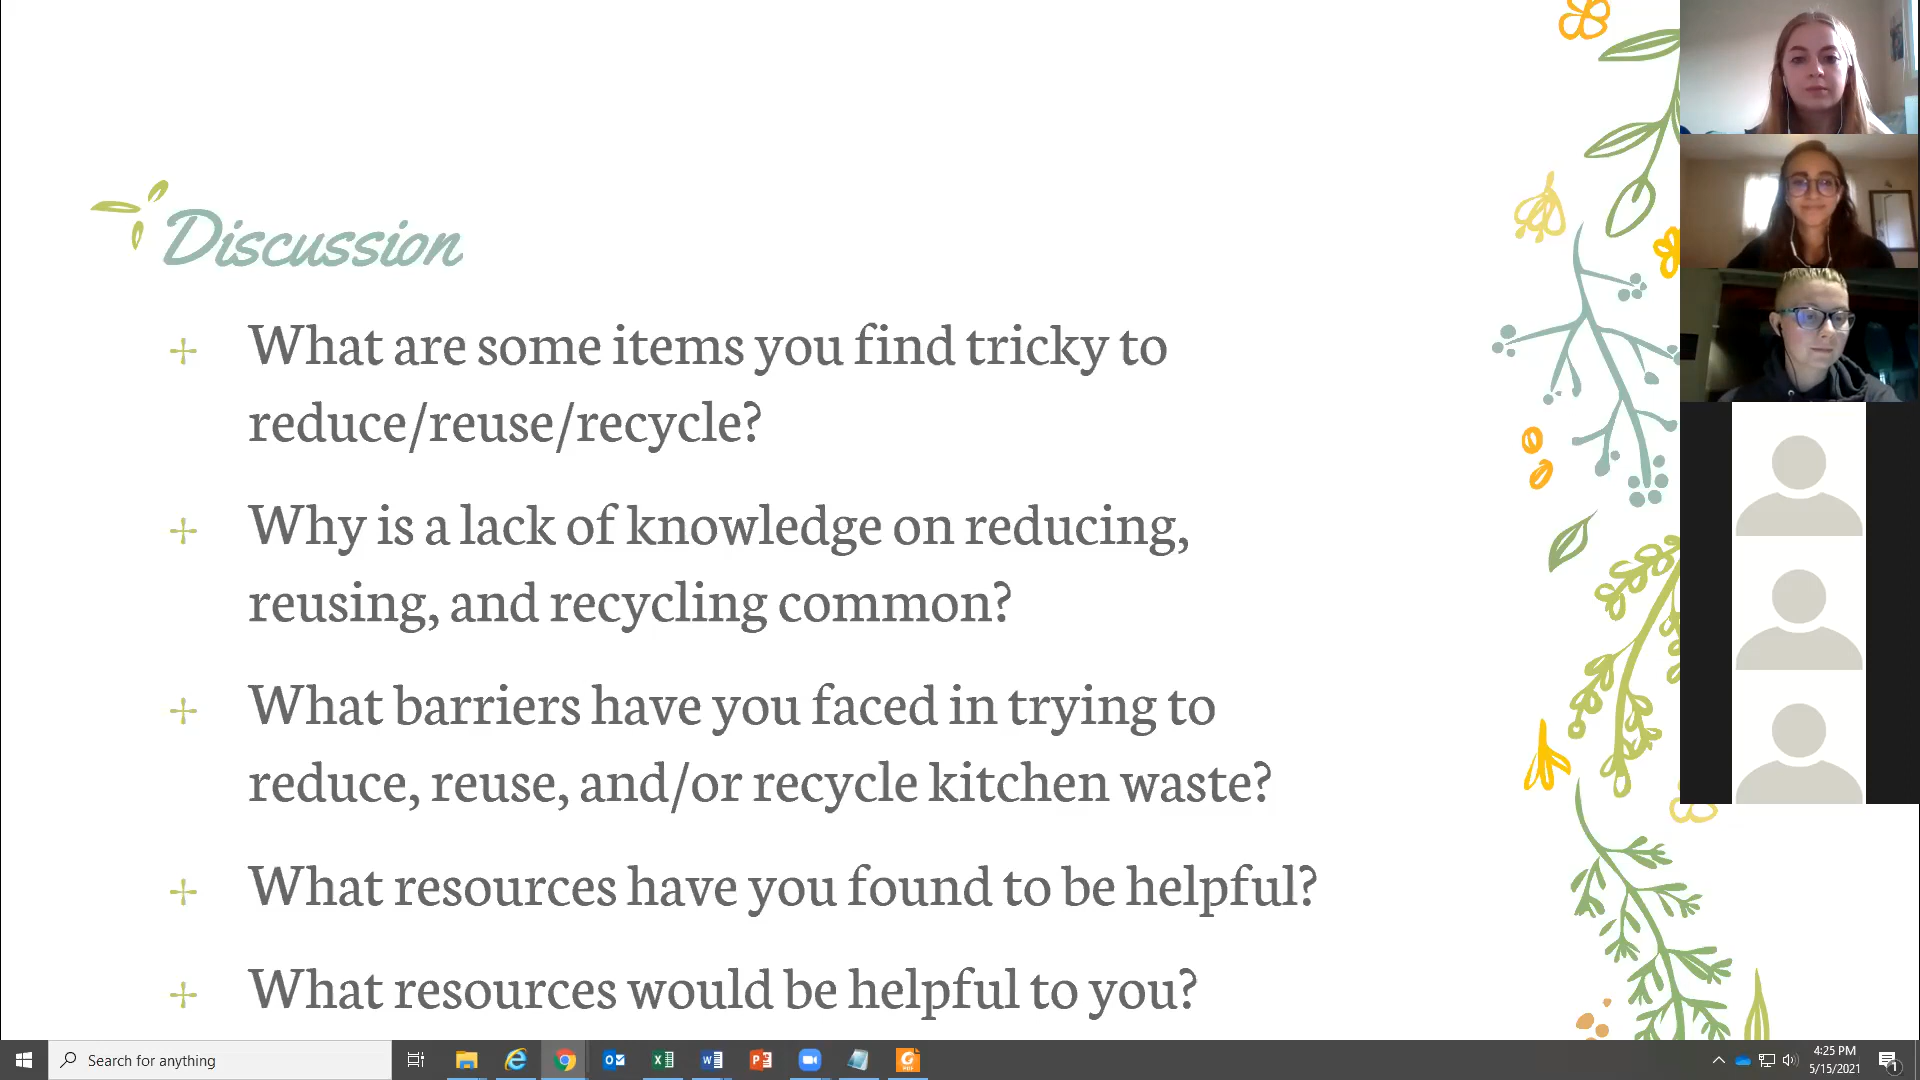 Discussion
What are some items you find tricky to
reduce/reuse/recycle?
Why is a lack of knowledge on reducing,
reusing, and recycling common?
What barriers have you faced in trying to
reduce, reuse, and/or recycle kitchen waste?
What resources have you found to be helpful?
What resources would be helpful to you?
Search for anything
4:25 PM
5/15/2021
1